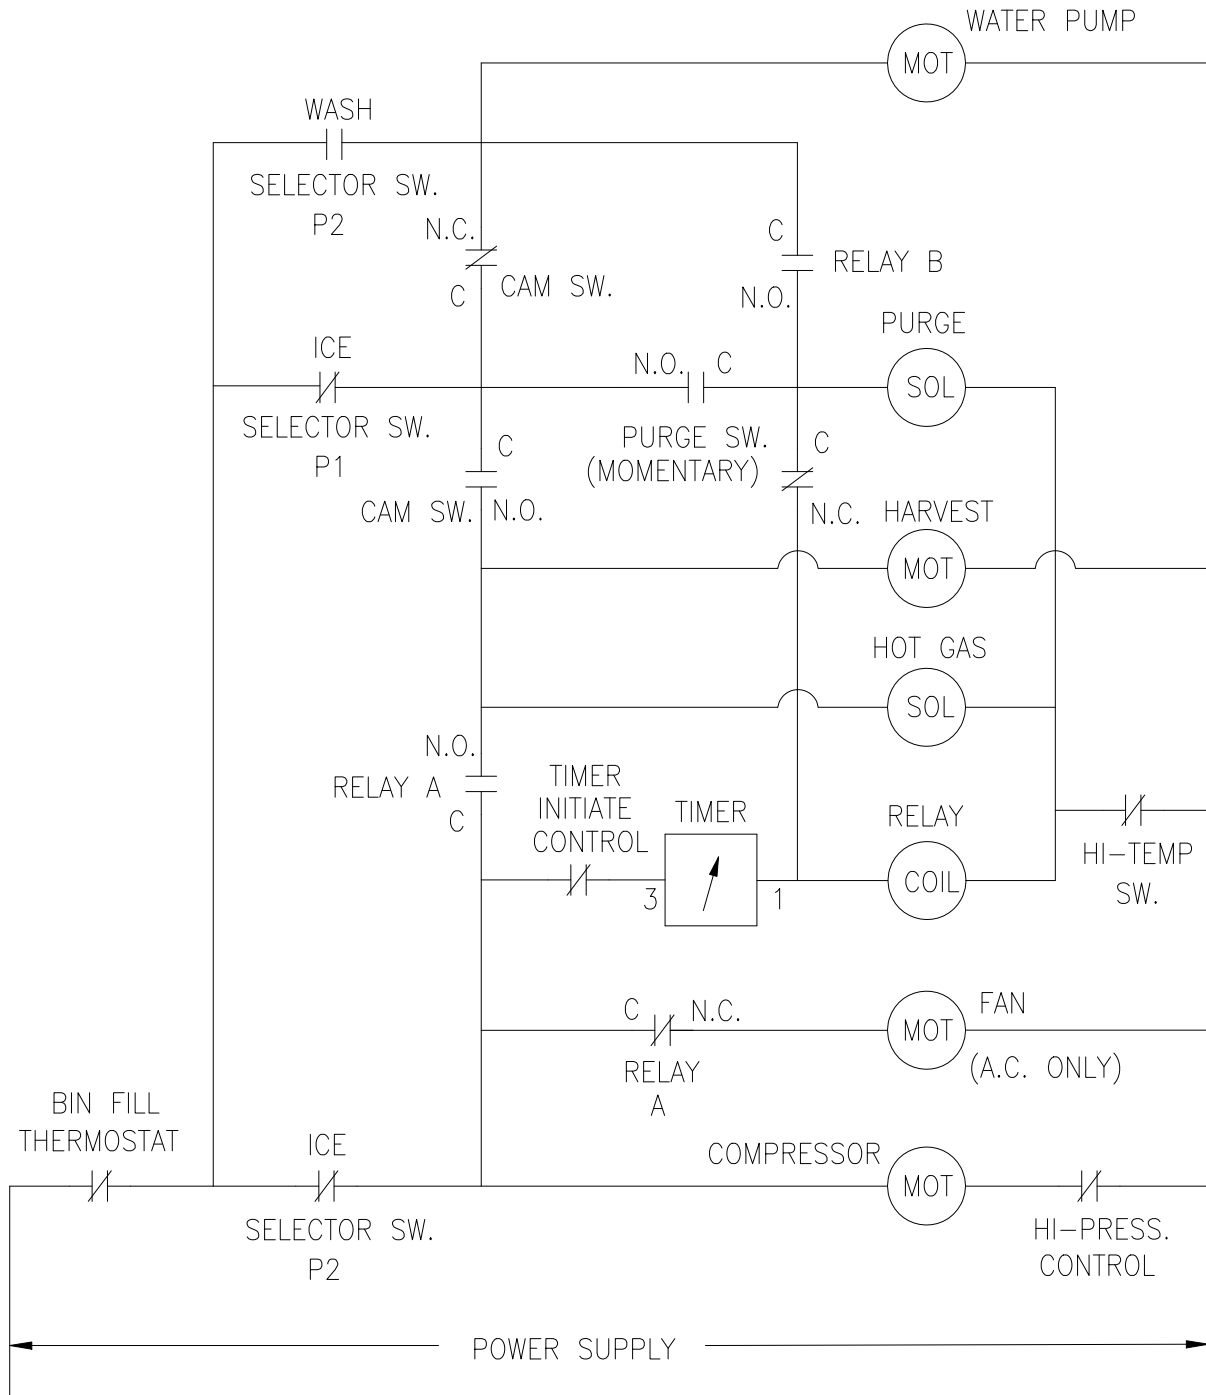 WATER PUMP
MOT
WASH
SELECTOR SW.
P2
N.C.
C
CAM SW.
C
RELAY B
N.O.
PURGE
SOL
ICE
SELECTOR SW.
P1
N.O. C
PURGE SW.
(MOMENTARY)
C
CAM SW. N.O.
C
N.C.
HARVEST
MOT
HOT GAS
SOL
N.O.
RELAY A
C
TIMER
INITIATE
CONTROL
TIMER
3
1
RELAY
COIL
HI-TEMP
SW.
C N.C.
RELAY
A
FAN
MOT
(A.C. ONLY)
BIN FILL
THERMOSTAT
ICE
SELECTOR SW.
P2
COMPRESSOR
MOT
HI-PRESS.
CONTROL
POWER SUPPLY